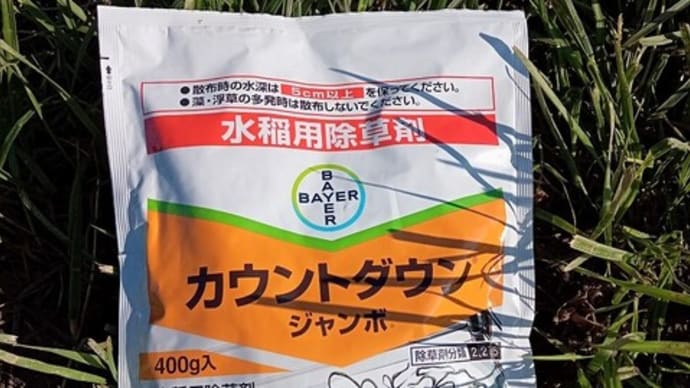 ●散布時の水深は 5cm以上 を保ってください。
●藻・浮草の多発時は散布しないでください。
水稲用除草剤
BAYER
BAYER
カウントダウン
ジャンボ®
400g入
除草剤分類 2,2,